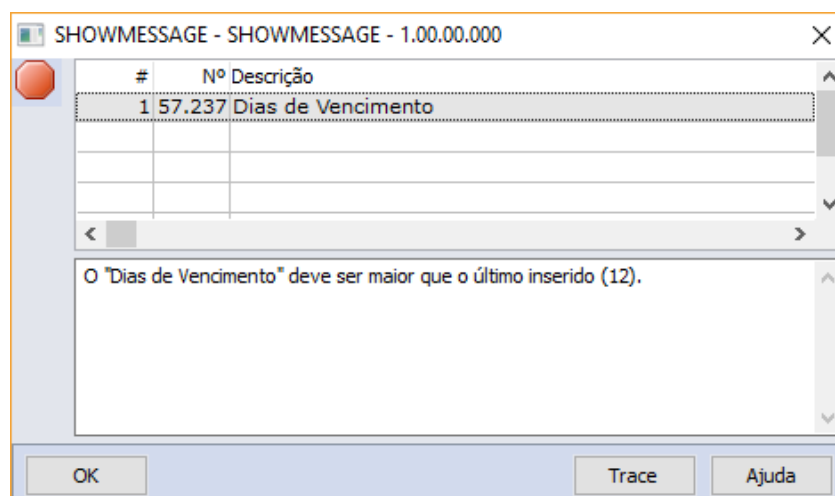 SHOWMESSAGE - SHOWMESSAGE - 1.00.00.000
# Nº Descrição
1 57.237 Dias de Vencimento
O "Dias de Vencimento" deve ser maior que o último inserido (12).
OK Trace Ajuda